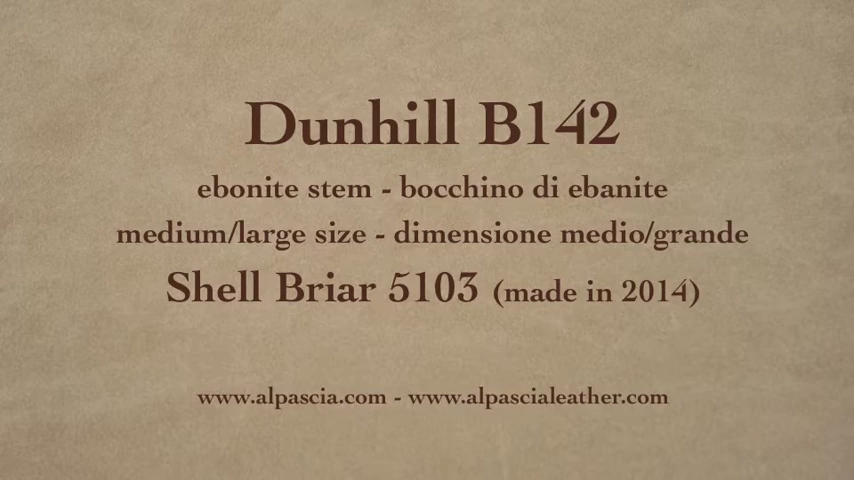 Dunhill B142
ebonite stem - bocchino di ebanite
medium/large size - dimensione medio/grande
Shell Briar 5103 (made in 2014)
www.alpascia.com - www.alpascialeather.com